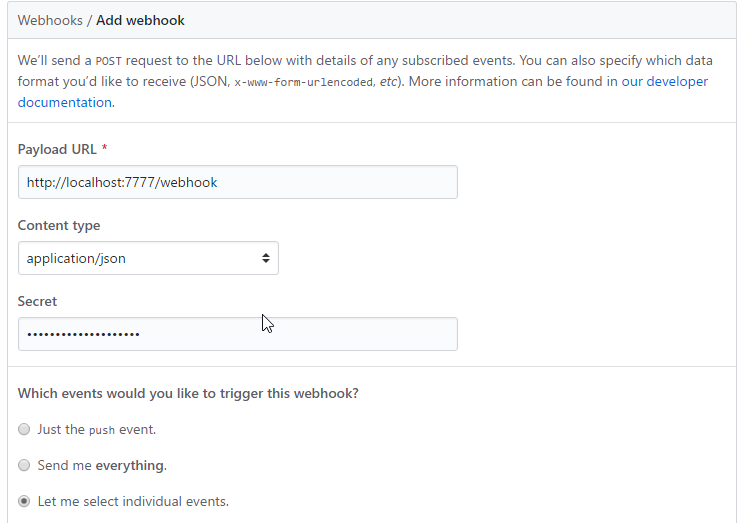 Webhooks / Add webhook
We’ll send a POST request to the URL below with details of any subscribed events. You can also specify which data
format you’d like to receive (JSON, x-www-form-urlencoded, etc). More information can be found in our developer
documentation.
Payload URL *
http://localhost:7777/webhook
Content type
application/json
Secret
••••••••••••••••••••
Which events would you like to trigger this webhook?
Just the push event.
Send me everything.
Let me select individual events.